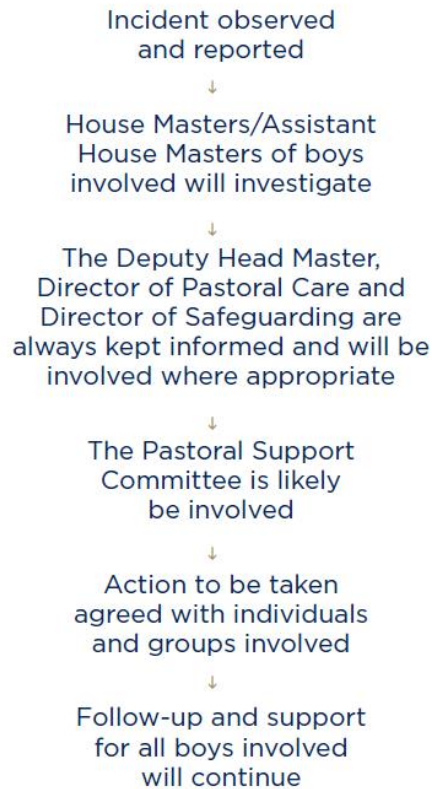 Incident observed
and reported
↓
House Masters/Assistant
House Masters of boys
involved will investigate
↓
The Deputy Head Master,
Director of Pastoral Care and
Director of Safeguarding are
always kept informed and will be
involved where appropriate
↓
The Pastoral Support
Committee is likely
be involved
↓
Action to be taken
agreed with individuals
and groups involved
↓
Follow-up and support
for all boys involved
will continue